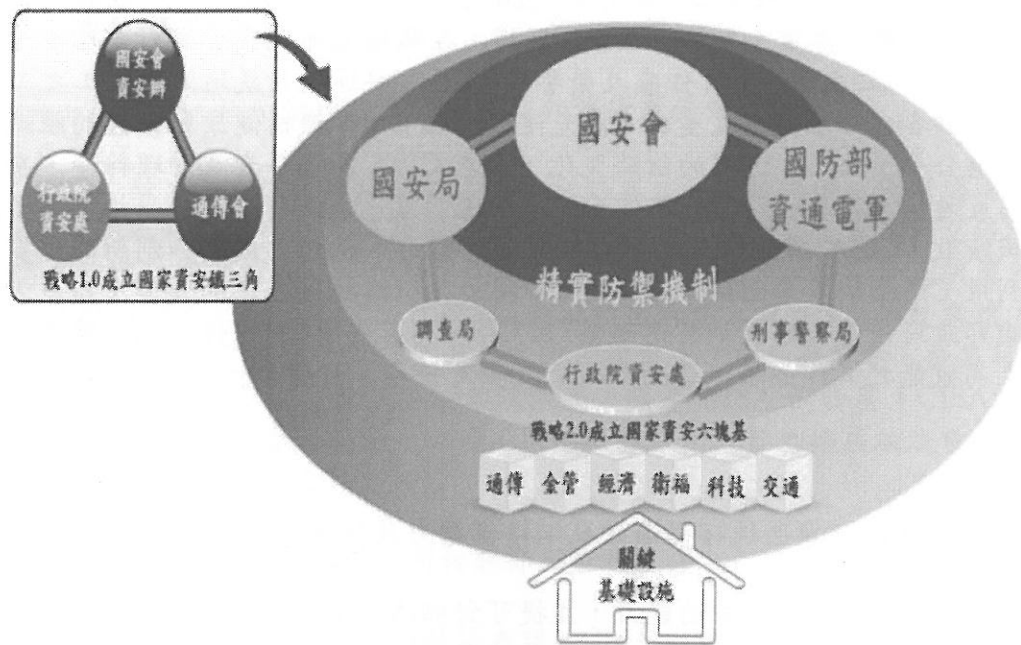 國安會
資安辦
行政院
資安處
通傳會
戰略1.0成立國家資安鐵三角
國安會
國安局
國防部
資通電軍
精實防禦機制
調查局
刑事警察局
行政院資安處
戰略2.0成立國家資安六塊基
通傳
金管
經濟
衛福
科技
交通
關鍵
基礎設施